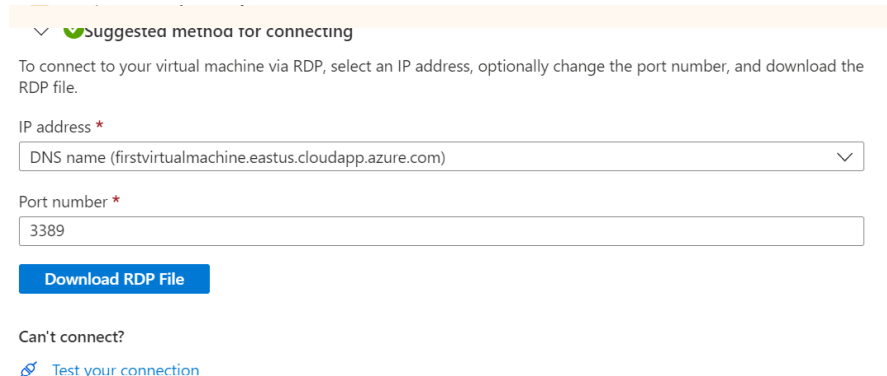 Suggested method for connecting
To connect to your virtual machine via RDP, select an IP address, optionally change the port number, and download the
RDP file.
IP address *
DNS name (firstvirtualmachine.eastus.cloudapp.azure.com)
Port number *
3389
Download RDP File
Can't connect?
Test your connection